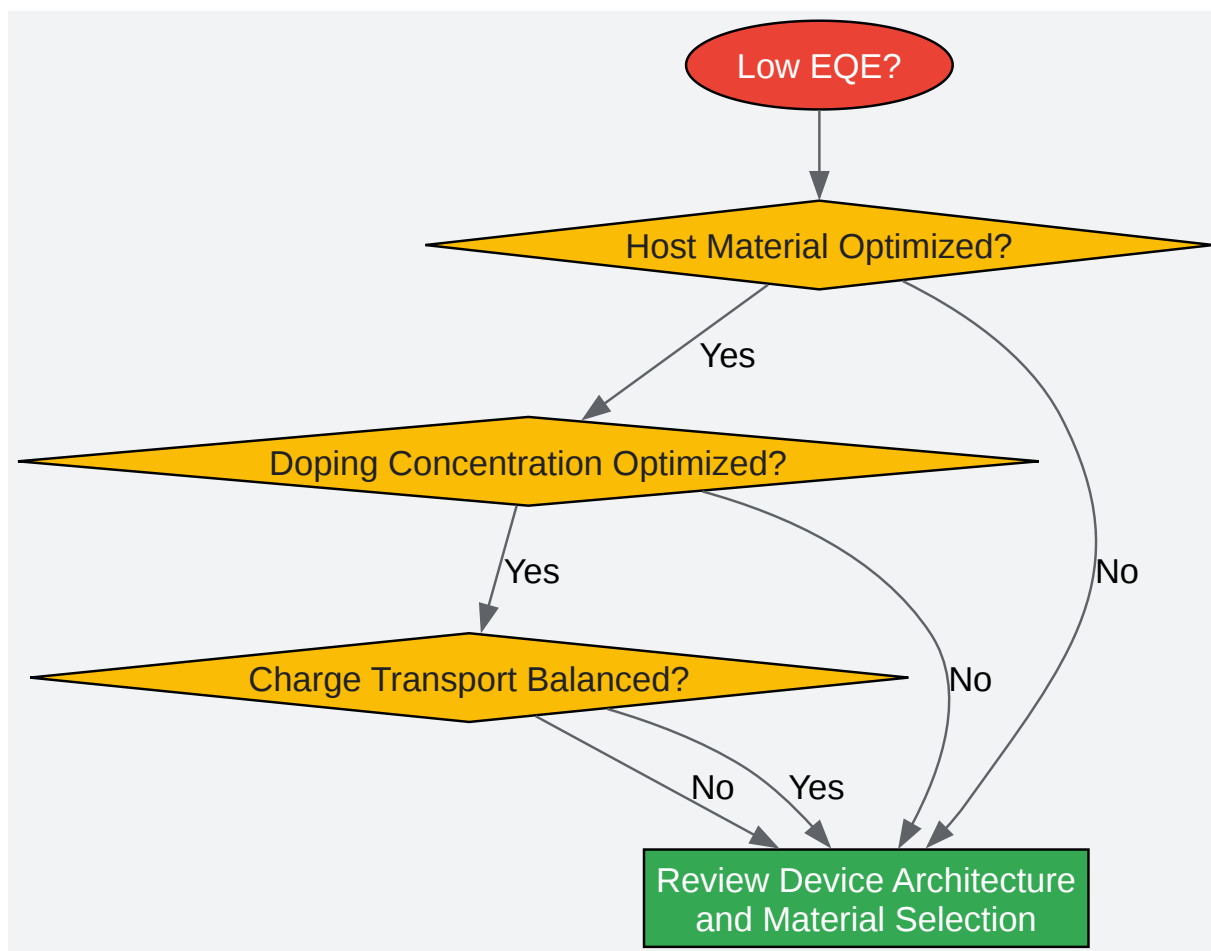 Low EQE?
Host Material Optimized?
Yes
Doping Concentration Optimized?
Yes
No
Charge Transport Balanced?
No
No
Yes
Review Device Architecture
and Material Selection